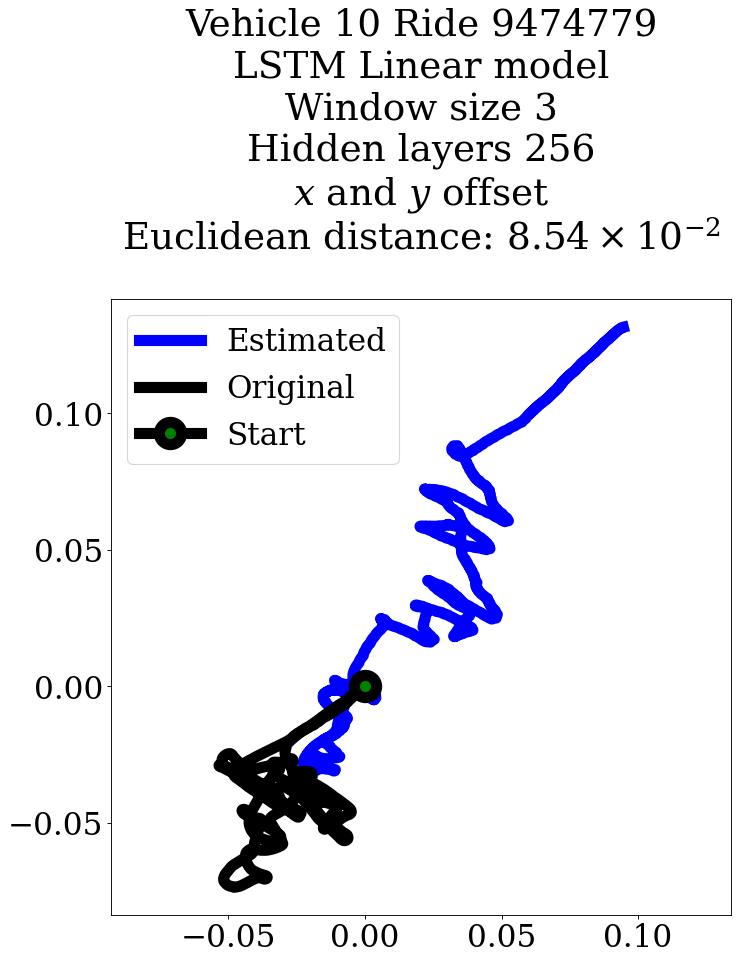 Vehicle 10 Ride 9474779
LSTM Linear model
Window size 3
Hidden layers 256
x and y offset
Euclidean distance: 8.54 × 10⁻²
Estimated
Original
Start
0.10
0.05
0.00
−0.05
−0.05 0.00 0.05 0.10